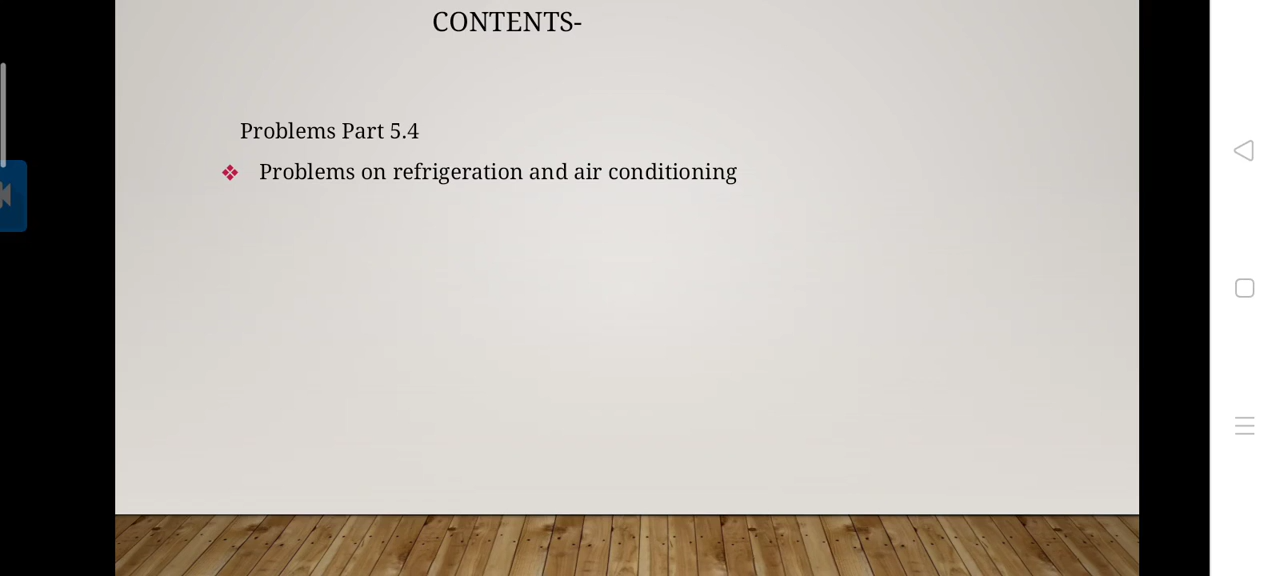 CONTENTS-
Problems Part 5.4
Problems on refrigeration and air conditioning